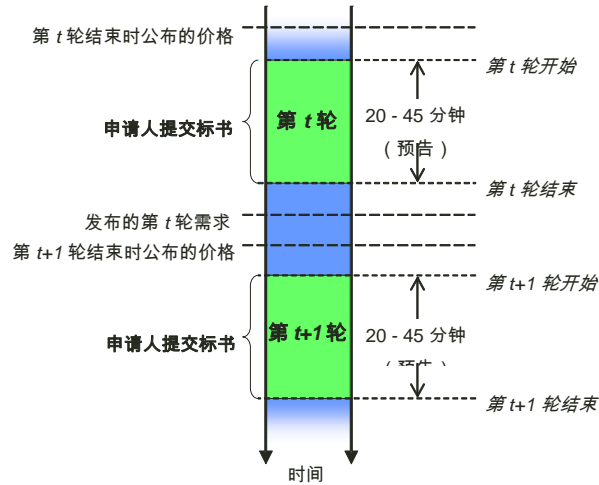 第 t 轮结束时公布的价格
第 t 轮开始
申请人提交标书
第 t 轮
20 - 45 分钟
（预告）
第 t 轮结束
发布的第 t 轮需求
第 t+1 轮结束时公布的价格
第 t+1 轮开始
申请人提交标书
第 t+1 轮
20 - 45 分钟
（预告）
第 t+1 轮结束
时间